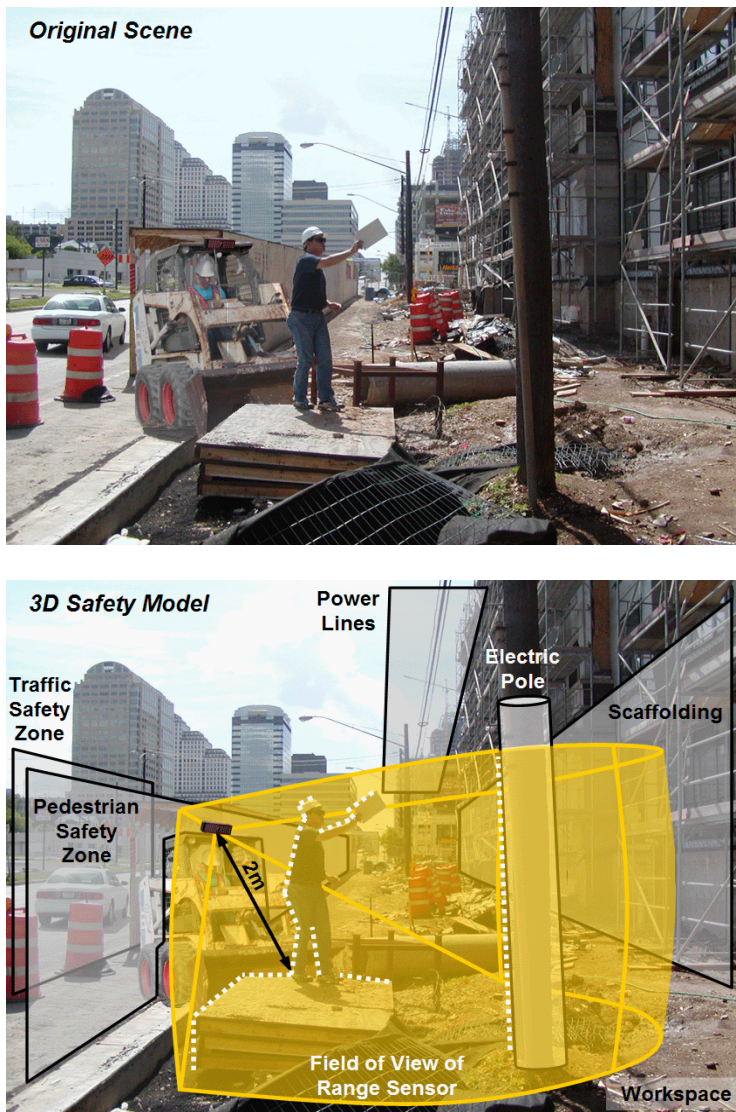 Original Scene
3D Safety Model
Power
Lines
Electric
Pole
Traffic
Safety
Zone
Scaffolding
Pedestrian
Safety
Zone
2m
Field of View of
Range Sensor
Workspace